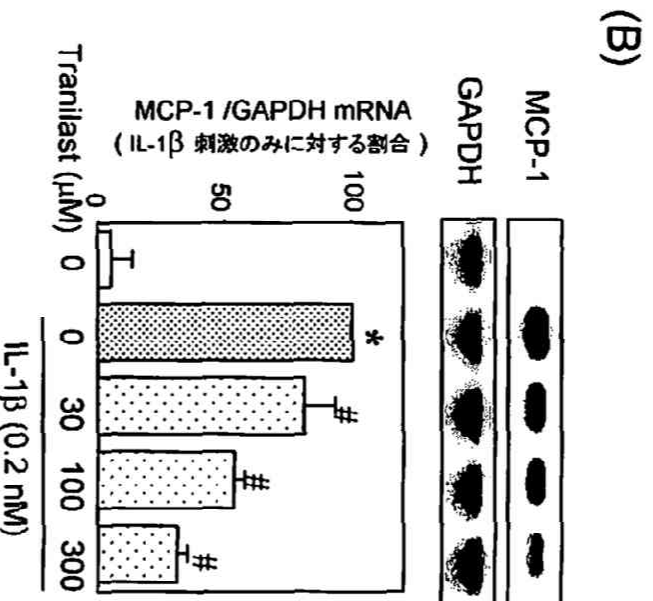 (B)
MCP-1
GAPDH
MCP-1 /GAPDH mRNA
( IL-1β 刺激のみに対する割合 )
100
50
0
*
#
#
#
Tranilast (μM) 0 0 30 100 300
IL-1β (0.2 nM)